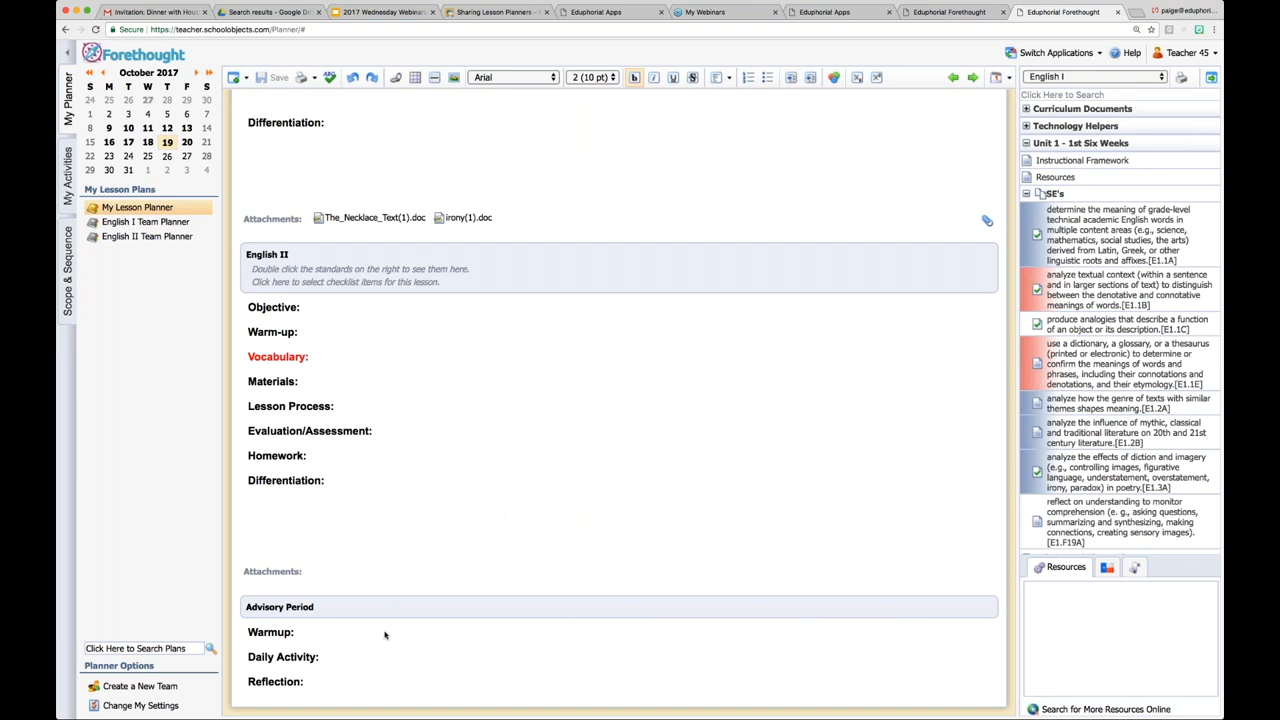 Invitation: Dinner with Hous
Search results - Google Dri
2017 Wednesday Webinars
Sharing Lesson Planners -
Eduphoria! Apps
My Webinars
Eduphoria! Apps
Eduphoria! Forethought
Eduphoria! Forethought
Secure https://teacher.schoolobjects.com/Planner/#
paige@eduphori
Forethought
Switch Applications
Help
Teacher 45
My Planner
My Activities
Scope & Sequence
October 2017
S M T W T F S
24 25 26 27 28 29 30
1 2 3 4 5 6 7
8 9 10 11 12 13 14
15 16 17 18 19 20 21
22 23 24 25 26 27 28
29 30 31 1 2 3 4
My Lesson Plans
My Lesson Planner
English I Team Planner
English II Team Planner
Click Here to Search Plans
Planner Options
Create a New Team
Change My Settings
Save
Arial
2 (10 pt)
b i U S
Differentiation:
Attachments: The_Necklace_Text(1).doc irony(1).doc
English II
Double click the standards on the right to see them here.
Click here to select checklist items for this lesson.
Objective:
Warm-up:
Vocabulary:
Materials:
Lesson Process:
Evaluation/Assessment:
Homework:
Differentiation:
Attachments:
Advisory Period
Warmup:
Daily Activity:
Reflection:
English I
Click Here to Search
Curriculum Documents
Technology Helpers
Unit 1 - 1st Six Weeks
Instructional Framework
Resources
SE's
determine the meaning of grade-level
technical academic English words in
multiple content areas (e.g., science,
mathematics, social studies, the arts)
derived from Latin, Greek, or other
linguistic roots and affixes.[E1.1A]
analyze textual context (within a sentence
and in larger sections of text) to distinguish
between the denotative and connotative
meanings of words.[E1.1B]
produce analogies that describe a function
of an object or its description.[E1.1C]
use a dictionary, a glossary, or a thesaurus
(printed or electronic) to determine or
confirm the meanings of words and
phrases, including their connotations and
denotations, and their etymology.[E1.1E]
analyze how the genre of texts with similar
themes shapes meaning.[E1.2A]
analyze the influence of mythic, classical
and traditional literature on 20th and 21st
century literature.[E1.2B]
analyze the effects of diction and imagery
(e.g., controlling images, figurative
language, understatement, overstatement,
irony, paradox) in poetry.[E1.3A]
reflect on understanding to monitor
comprehension (e. g., asking questions,
summarizing and synthesizing, making
connections, creating sensory images).
[E1.F19A]
Resources
Search for More Resources Online